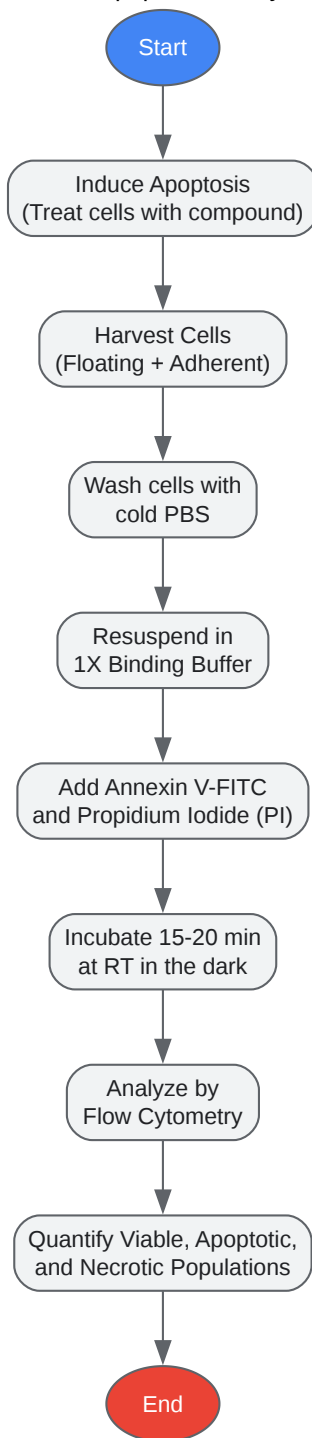 Start
Induce Apoptosis
(Treat cells with compound)
Harvest Cells
(Floating + Adherent)
Wash cells with
cold PBS
Resuspend in
1X Binding Buffer
Add Annexin V-FITC
and Propidium Iodide (PI)
Incubate 15-20 min
at RT in the dark
Analyze by
Flow Cytometry
Quantify Viable, Apoptotic,
and Necrotic Populations
End